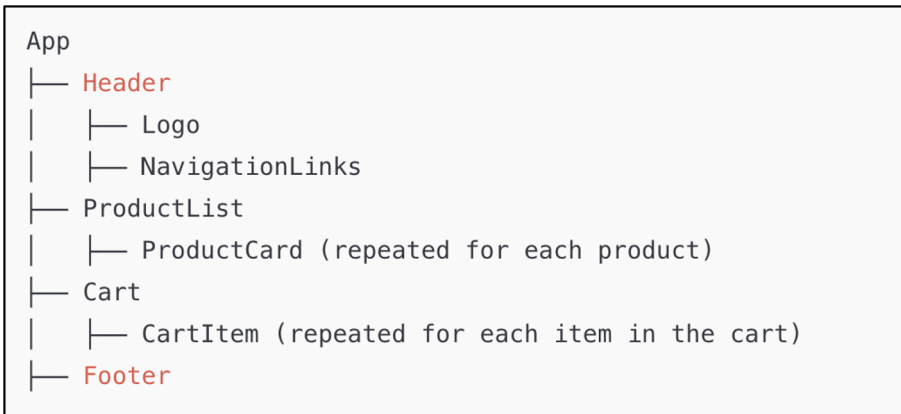 App
├── Header
│   ├── Logo
│   ├── NavigationLinks
├── ProductList
│   ├── ProductCard (repeated for each product)
├── Cart
│   ├── CartItem (repeated for each item in the cart)
├── Footer